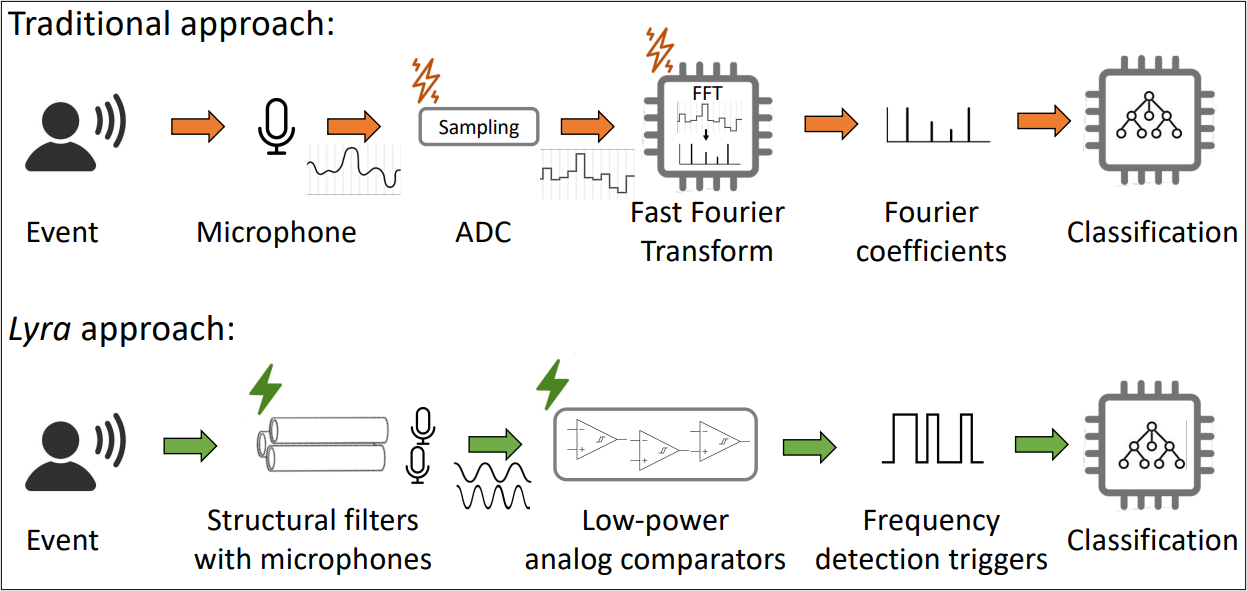 Traditional approach:
FFT
Sampling
Event
Microphone
ADC
Fast Fourier
Transform
Fourier
coefficients
Classification
Lyra approach:
Event
Structural filters
with microphones
Low-power
analog comparators
Frequency
detection triggers
Classification